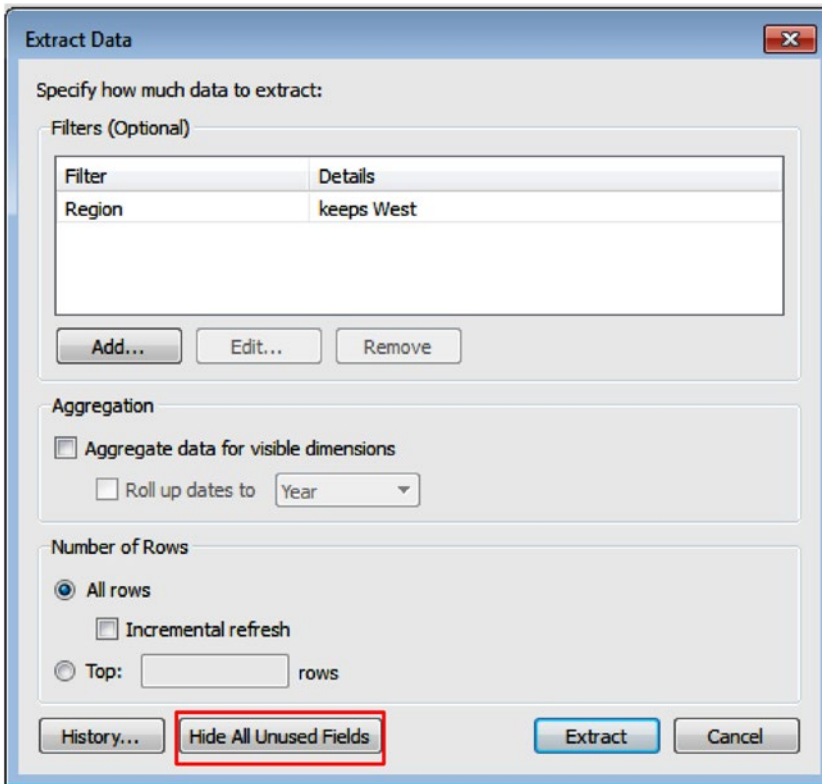 Extract Data
Specify how much data to extract:
Filters (Optional)
Filter Details
Region keeps West
Add... Edit... Remove
Aggregation
Aggregate data for visible dimensions
Roll up dates to Year
Number of Rows
All rows
Incremental refresh
Top: rows
History... Hide All Unused Fields Extract Cancel